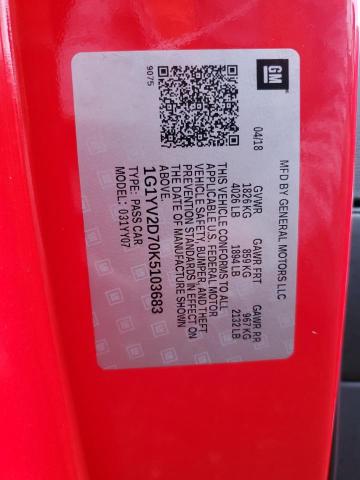 GM
MFD BY GENERAL MOTORS LLC
04/18
GVWR GAWR FRT GAWR RR
1826 KG 859 KG 967 KG
4026 LB 1894 LB 2132 LB
THIS VEHICLE CONFORMS TO ALL
APPLICABLE U.S. FEDERAL MOTOR
VEHICLE SAFETY, BUMPER, AND THEFT
PREVENTION STANDARDS IN EFFECT ON
THE DATE OF MANUFACTURE SHOWN
ABOVE.
1G1YV2D70K5103683
TYPE: PASS CAR
MODEL: 031YY07
9075